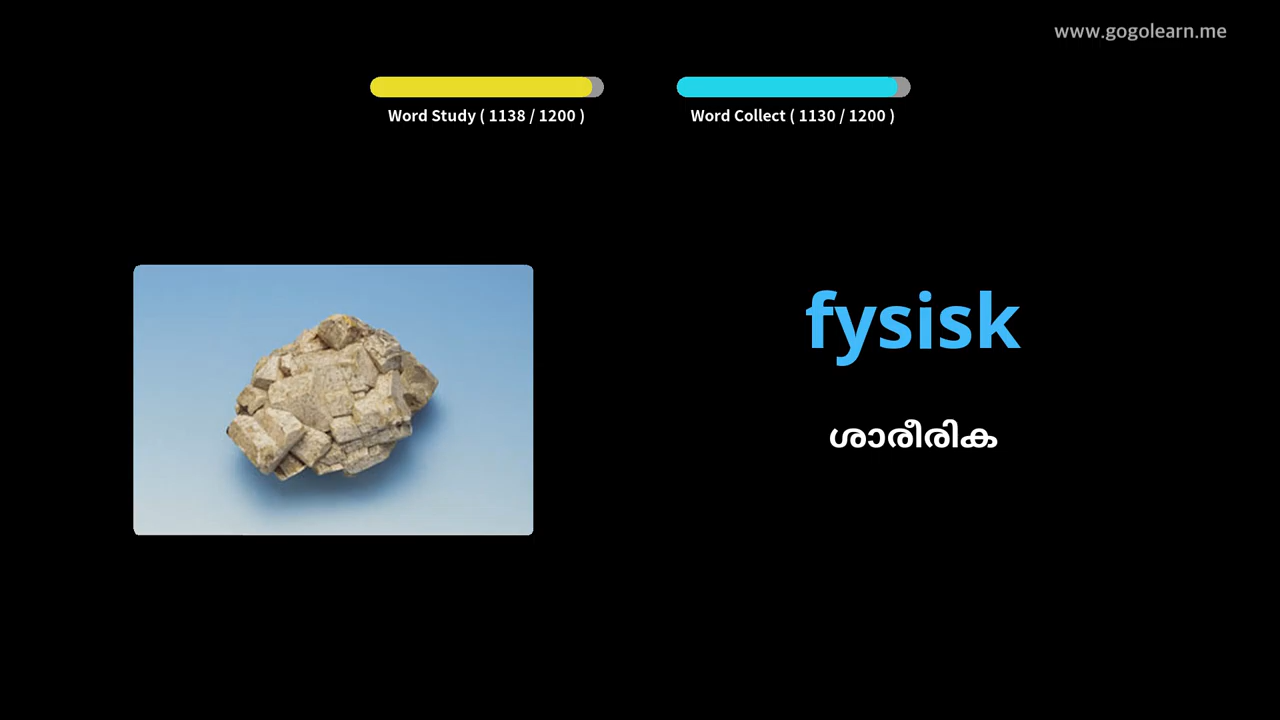 www.gogolearn.me
Word Study ( 1138 / 1200 )
Word Collect ( 1130 / 1200 )
fysisk
ശാരീരിക